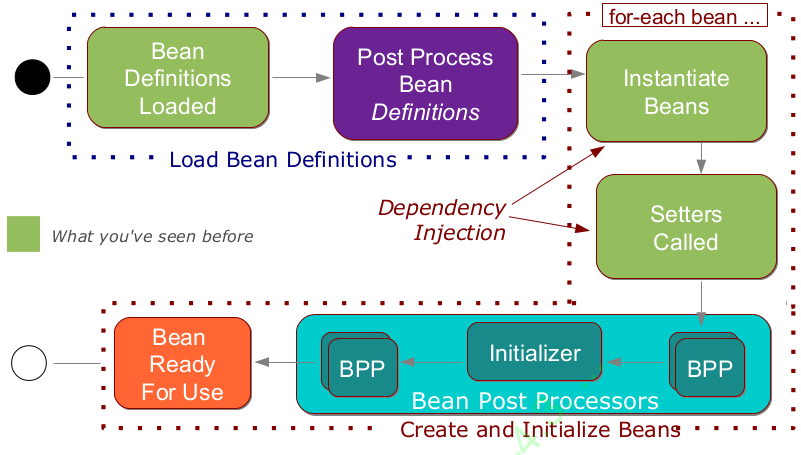 for-each bean ...
Bean
Definitions
Loaded
Post Process
Bean
Definitions
Instantiate
Beans
Load Bean Definitions
Dependency
Injection
Setters
Called
What you've seen before
Bean
Ready
For Use
BPP
Initializer
BPP
Bean Post Processors
Create and Initialize Beans